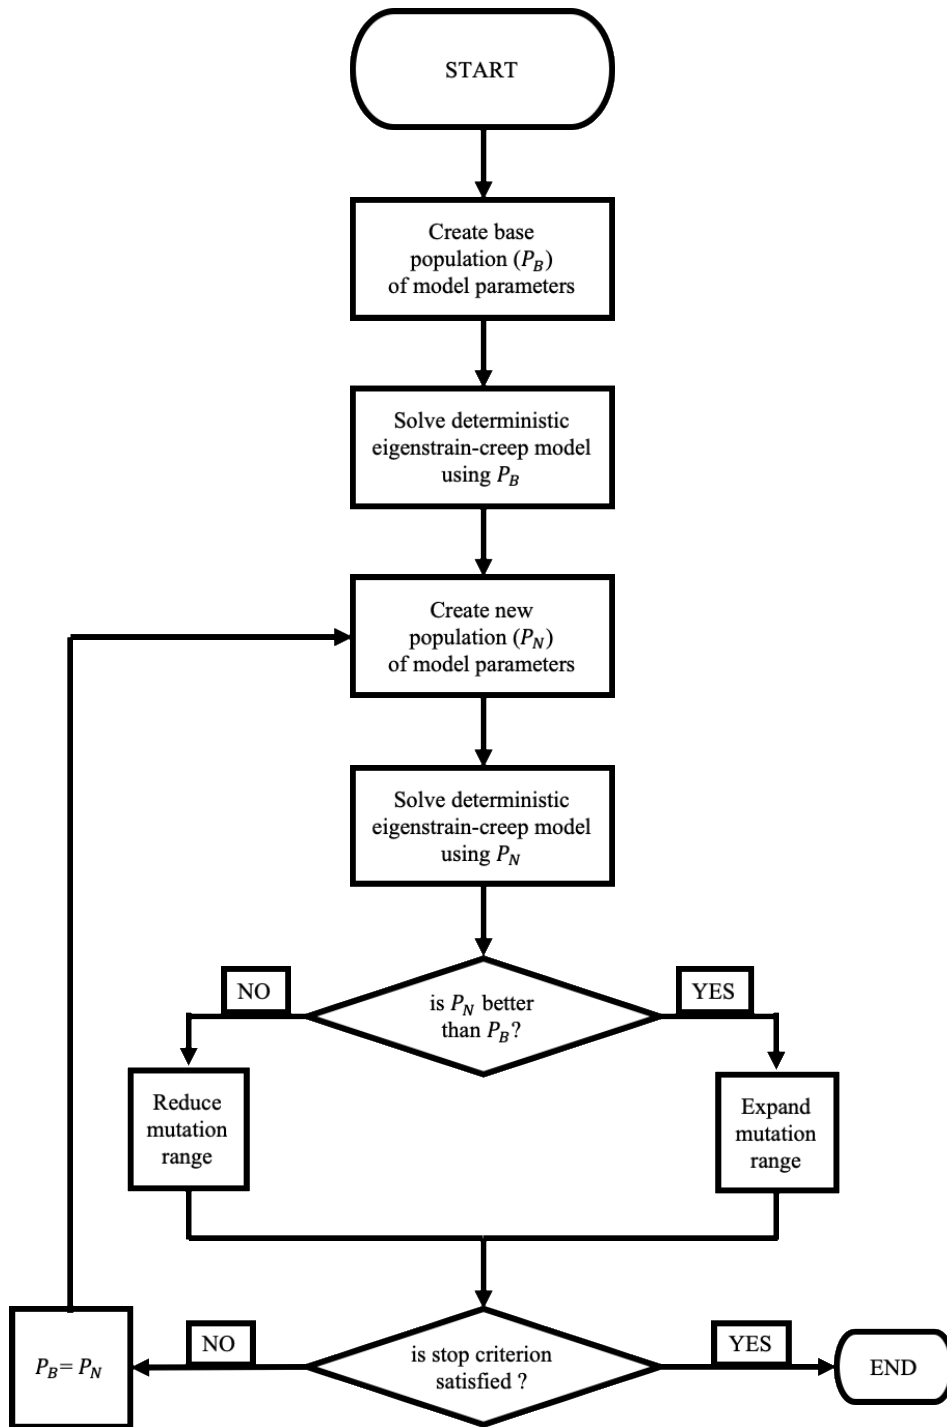 START
Create base
population (P_B)
of model parameters
Solve deterministic
eigenstrain-creep model
using P_B
Create new
population (P_N)
of model parameters
Solve deterministic
eigenstrain-creep model
using P_N
NO
is P_N better
than P_B?
YES
Reduce
mutation
range
Expand
mutation
range
P_B= P_N
NO
is stop criterion
satisfied ?
YES
END